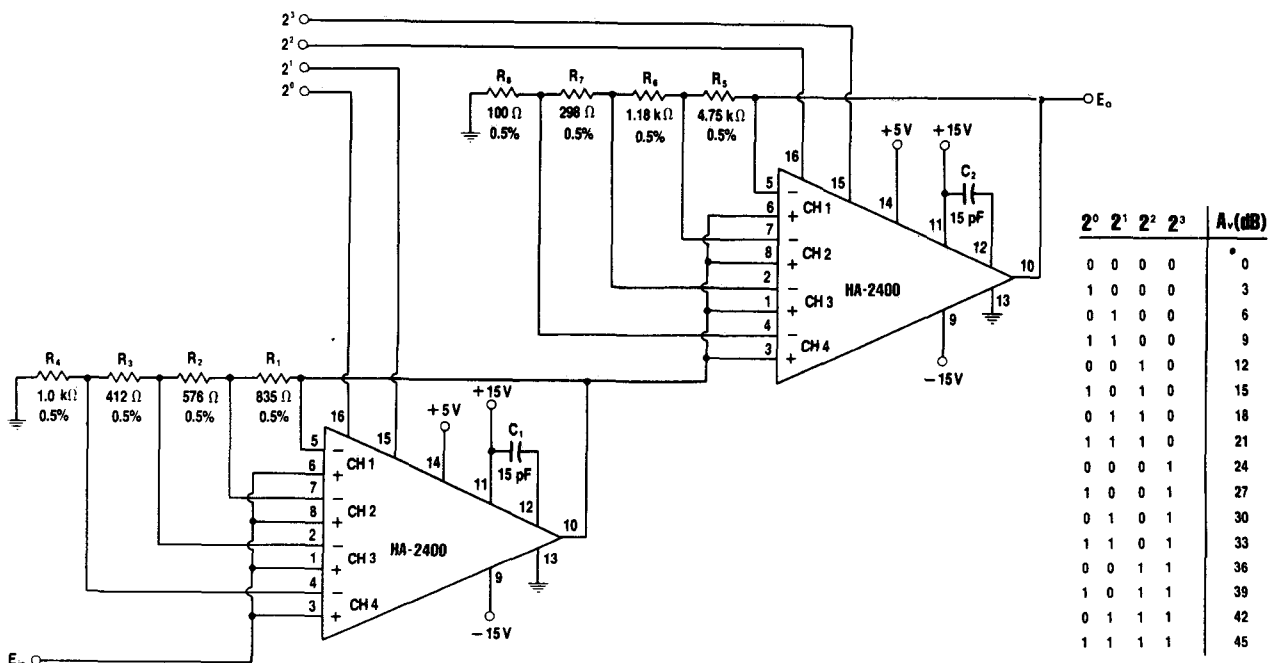 2³
2²
2¹
2⁰
R₈ R₇ R₆ R₅
100 Ω 298 Ω 1.18 kΩ 4.75 kΩ
0.5% 0.5% 0.5% 0.5%
Eₒ
+5V +15V
C₂
15 pF
16 15 14 11 12
5 − CH 1
6 +
7 − CH 2
8 +
2 − CH 3
1 +
4 − CH 4
3 +
HA-2400
10
13
9
−15V
R₄ R₃ R₂ R₁
1.0 kΩ 412 Ω 576 Ω 835 Ω
0.5% 0.5% 0.5% 0.5%
+5V +15V
C₁
15 pF
16 15 14 11 12
5 − CH 1
6 +
7 − CH 2
8 +
2 − CH 3
1 +
4 − CH 4
3 +
HA-2400
10
13
9
−15V
2⁰ 2¹ 2² 2³ Aᵥ(dB)
0 0 0 0 0
1 0 0 0 3
0 1 0 0 6
1 1 0 0 9
0 0 1 0 12
1 0 1 0 15
0 1 1 0 18
1 1 1 0 21
0 0 0 1 24
1 0 0 1 27
0 1 0 1 30
1 1 0 1 33
0 0 1 1 36
1 0 1 1 39
0 1 1 1 42
1 1 1 1 45